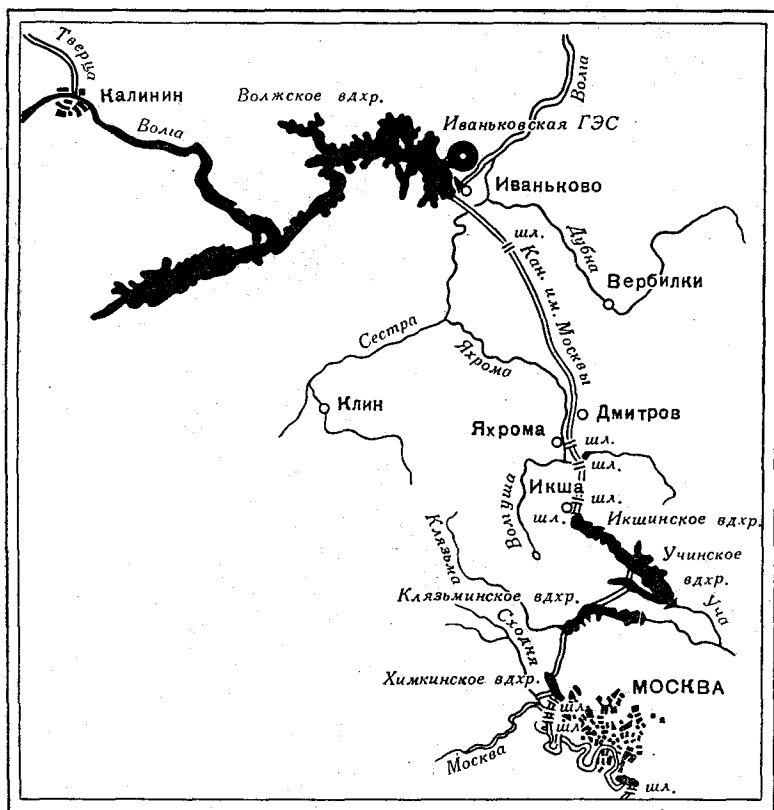 Тверца
Калинин
Волга
Волжское вдхр.
Волга
Иваньковская ГЭС
Иваньково
шл.
Кан. им. Москвы
Дубна
Вербилки
Сестра
Яхрома
Клин
Дмитров
Яхрома
шл.
шл.
Икша
шл.
шл.
Вомуша
Икшинское вдхр.
Клязьма
Учинское
вдхр.
Клязьминское вдхр.
Уча
Сходня
Химкинское вдхр.
МОСКВА
шл.
шл.
Москва
шл.